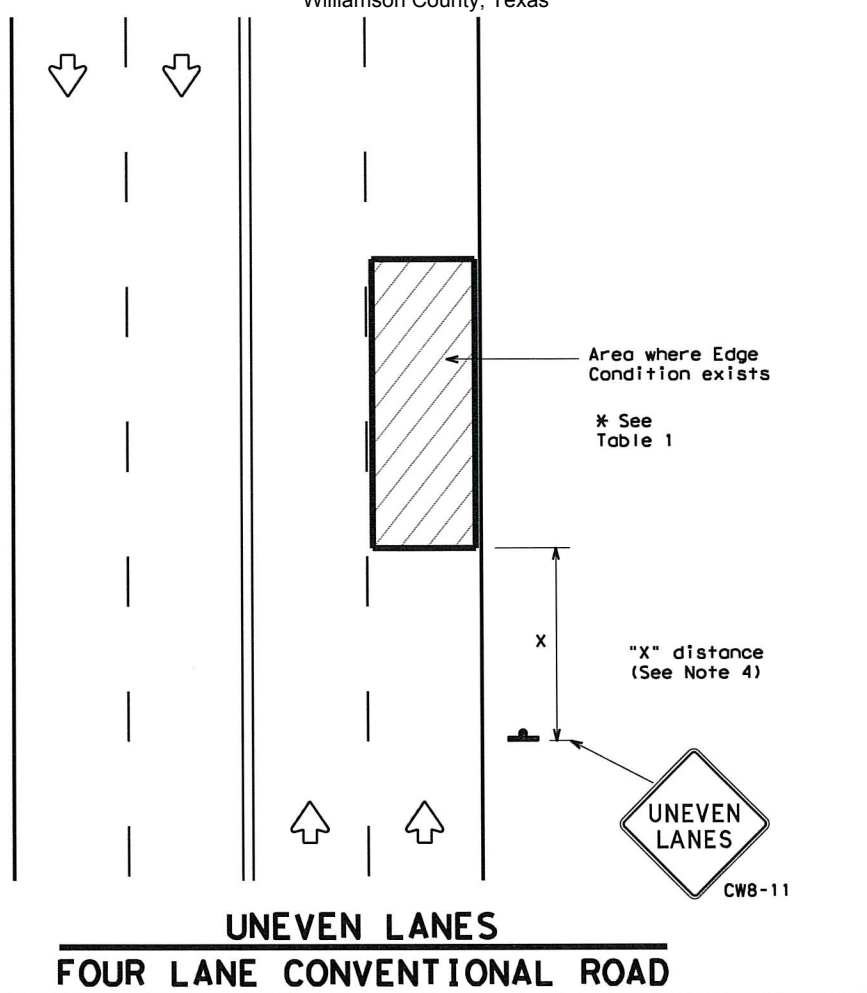 Williamson County, Texas
Area where Edge
Condition exists
* See
Table 1
X
"X" distance
(See Note 4)
UNEVEN
LANES
CW8-11
UNEVEN LANES
FOUR LANE CONVENTIONAL ROAD